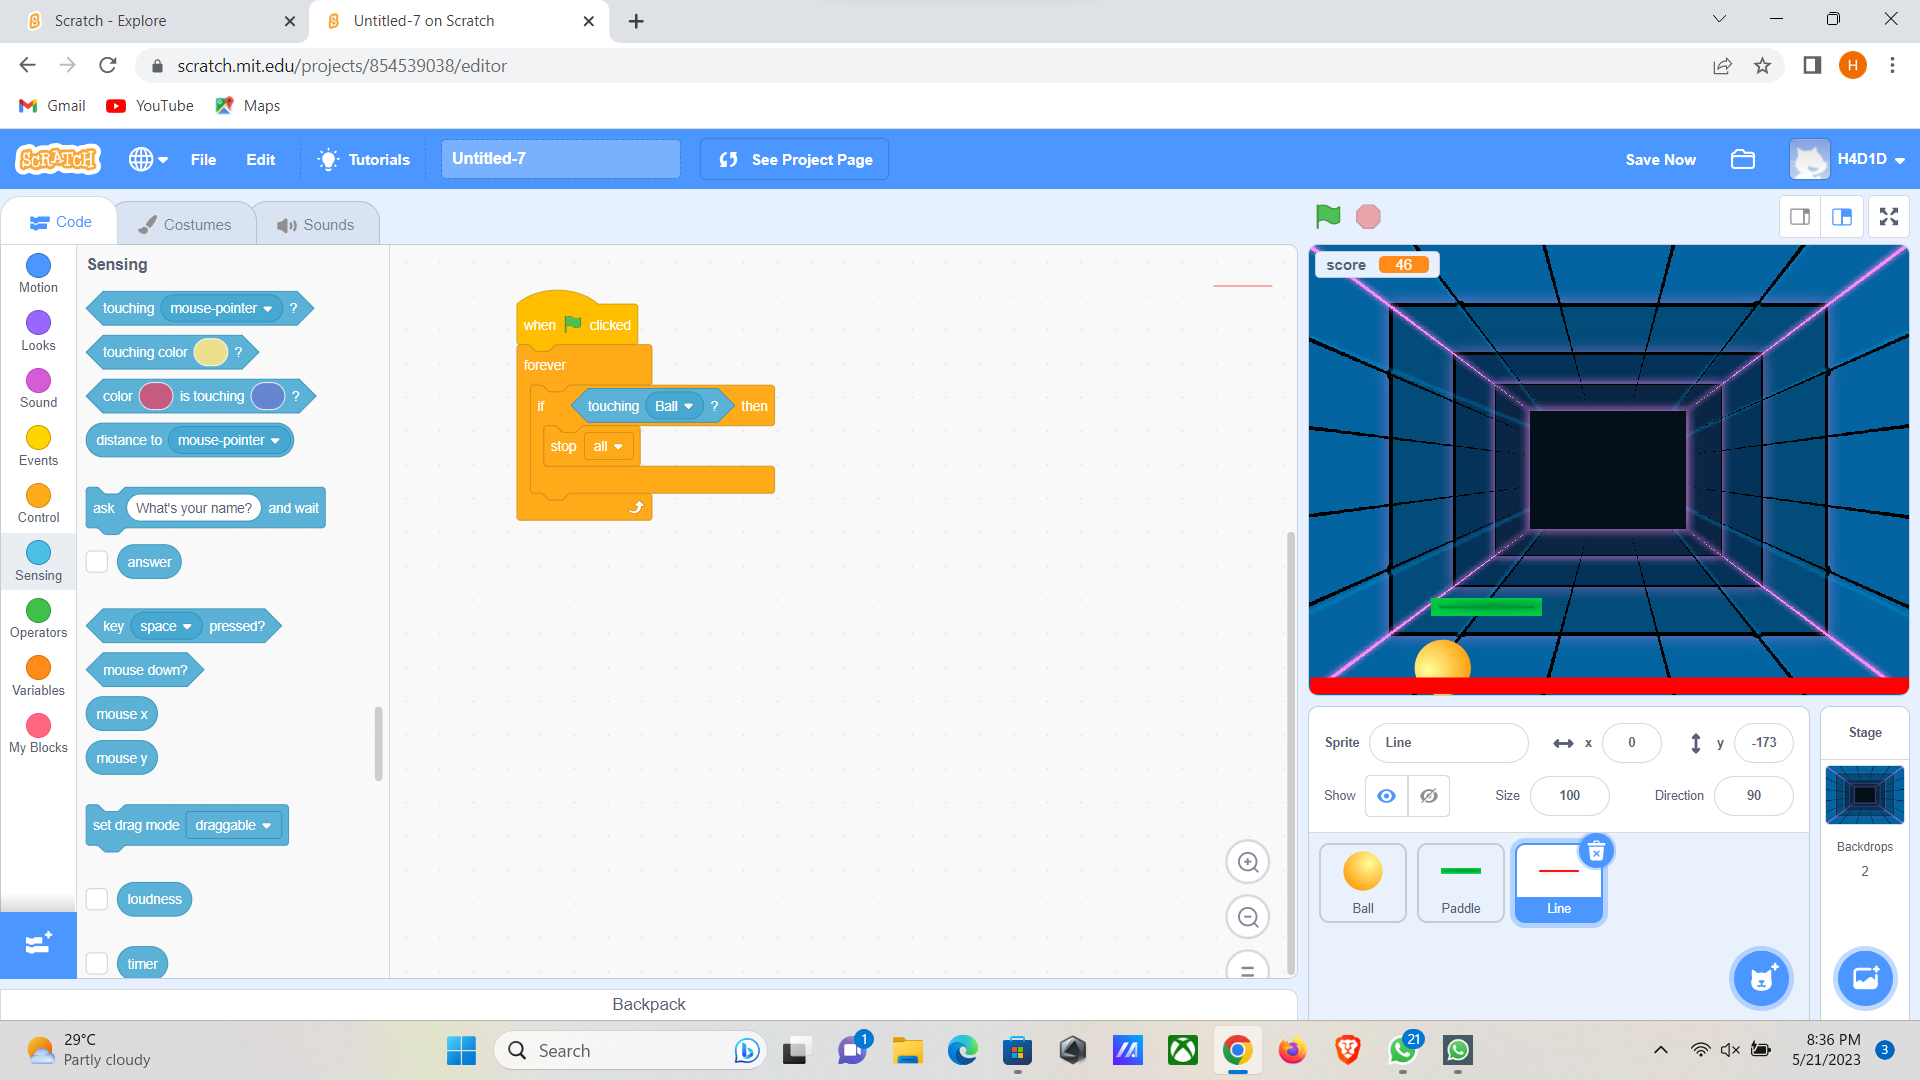 Scratch - Explore
Untitled-7 on Scratch
scratch.mit.edu/projects/854539038/editor
H
Gmail
YouTube
Maps
SCRATCH
File
Edit
Tutorials
Untitled-7
See Project Page
Save Now
H4D1D
Code
Costumes
Sounds
Motion
Looks
Sound
Events
Control
Sensing
Operators
Variables
My Blocks
Sensing
touching mouse-pointer ?
touching color ?
color is touching ?
distance to mouse-pointer
ask What's your name? and wait
answer
key space pressed?
mouse down?
mouse x
mouse y
set drag mode draggable
loudness
timer
when clicked
forever
if touching Ball ? then
stop all
Backpack
score 46
Sprite Line x 0 y -173
Show Size 100 Direction 90
Ball
Paddle
Line
Stage
Backdrops
2
29°C
Partly cloudy
Search
1
21
8:36 PM
5/21/2023
3